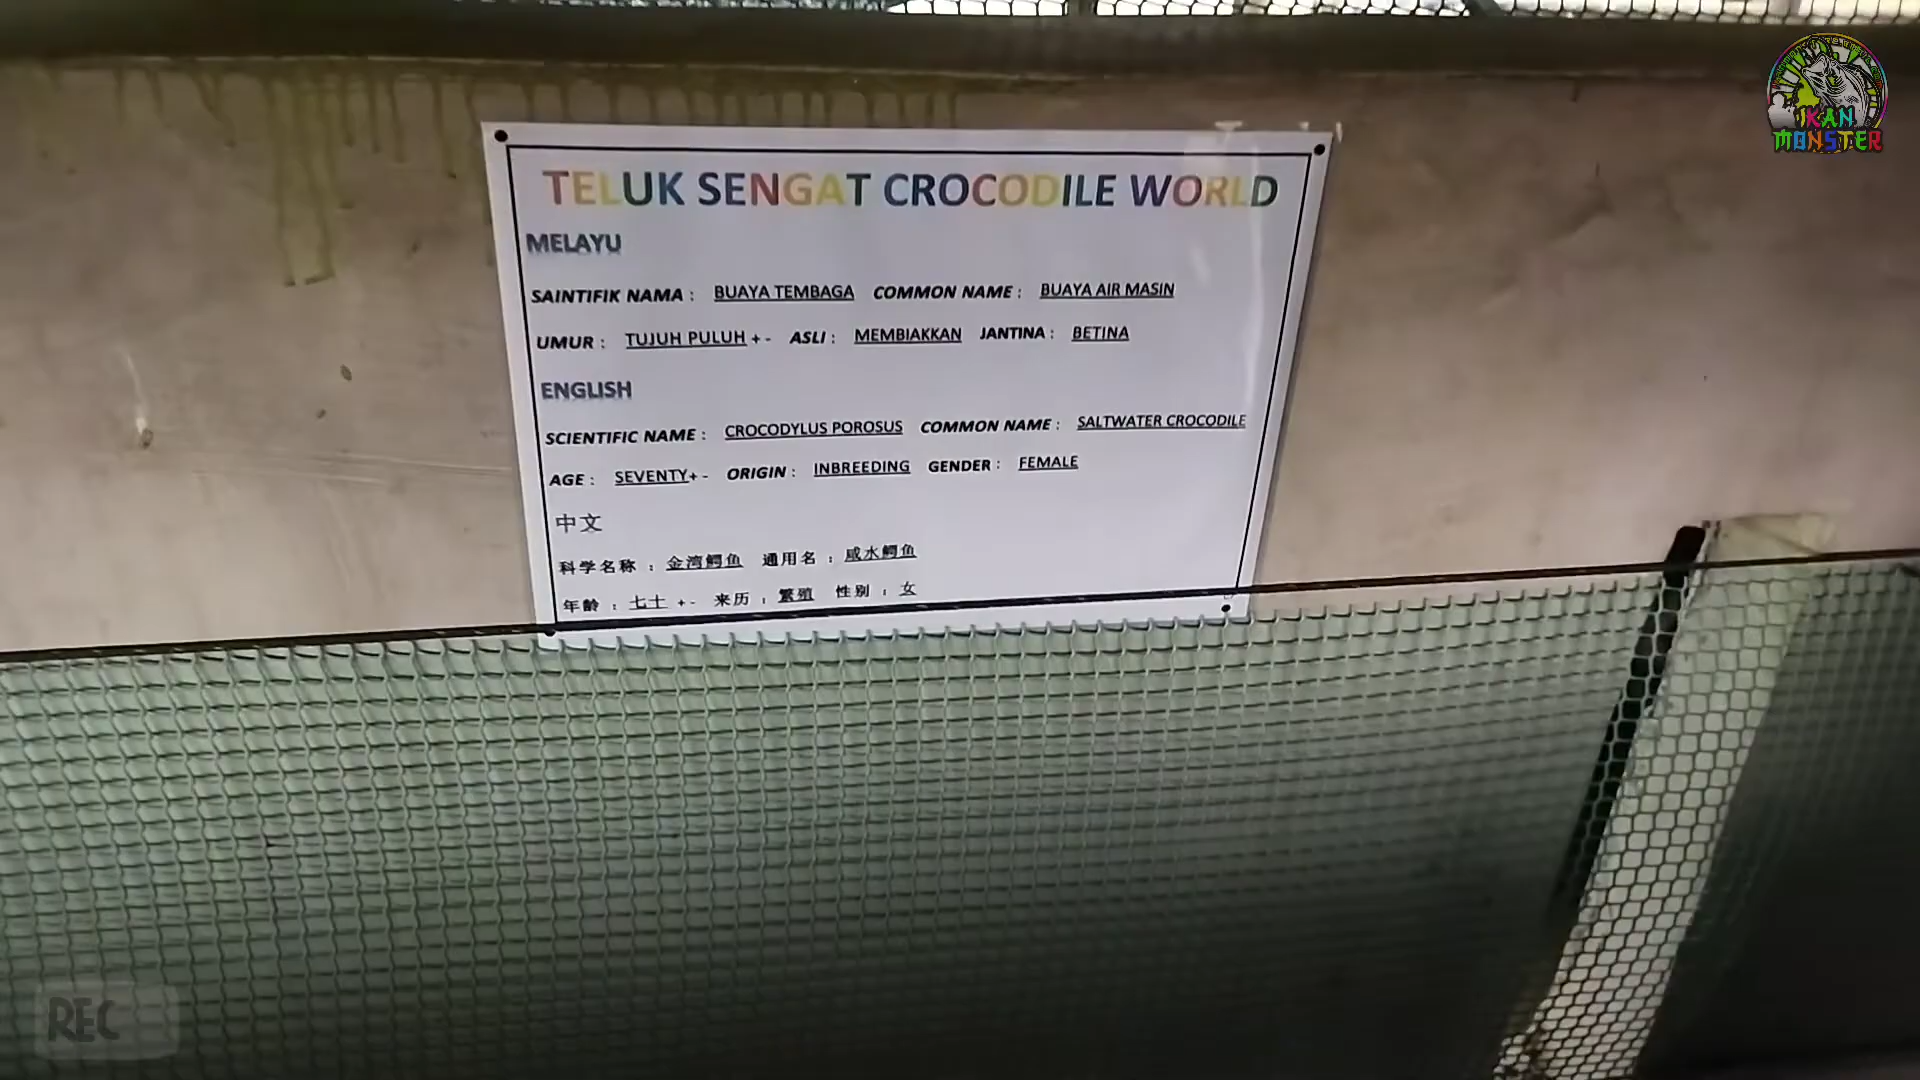 TELUK SENGAT CROCODILE WORLD
MELAYU
SAINTIFIK NAMA : BUAYA TEMBAGA COMMON NAME : BUAYA AIR MASIN
UMUR : TUJUH PULUH + - ASLI : MEMBIAKKAN JANTINA : BETINA
ENGLISH
SCIENTIFIC NAME : CROCODYLUS POROSUS COMMON NAME : SALTWATER CROCODILE
AGE : SEVENTY+ - ORIGIN : INBREEDING GENDER : FEMALE
中文
科学名称 : 金湾鳄鱼 通用名 : 咸水鳄鱼
年龄 : 七十 +- 来历 : 繁殖 性别 : 女
IKAN
MONSTER
REC